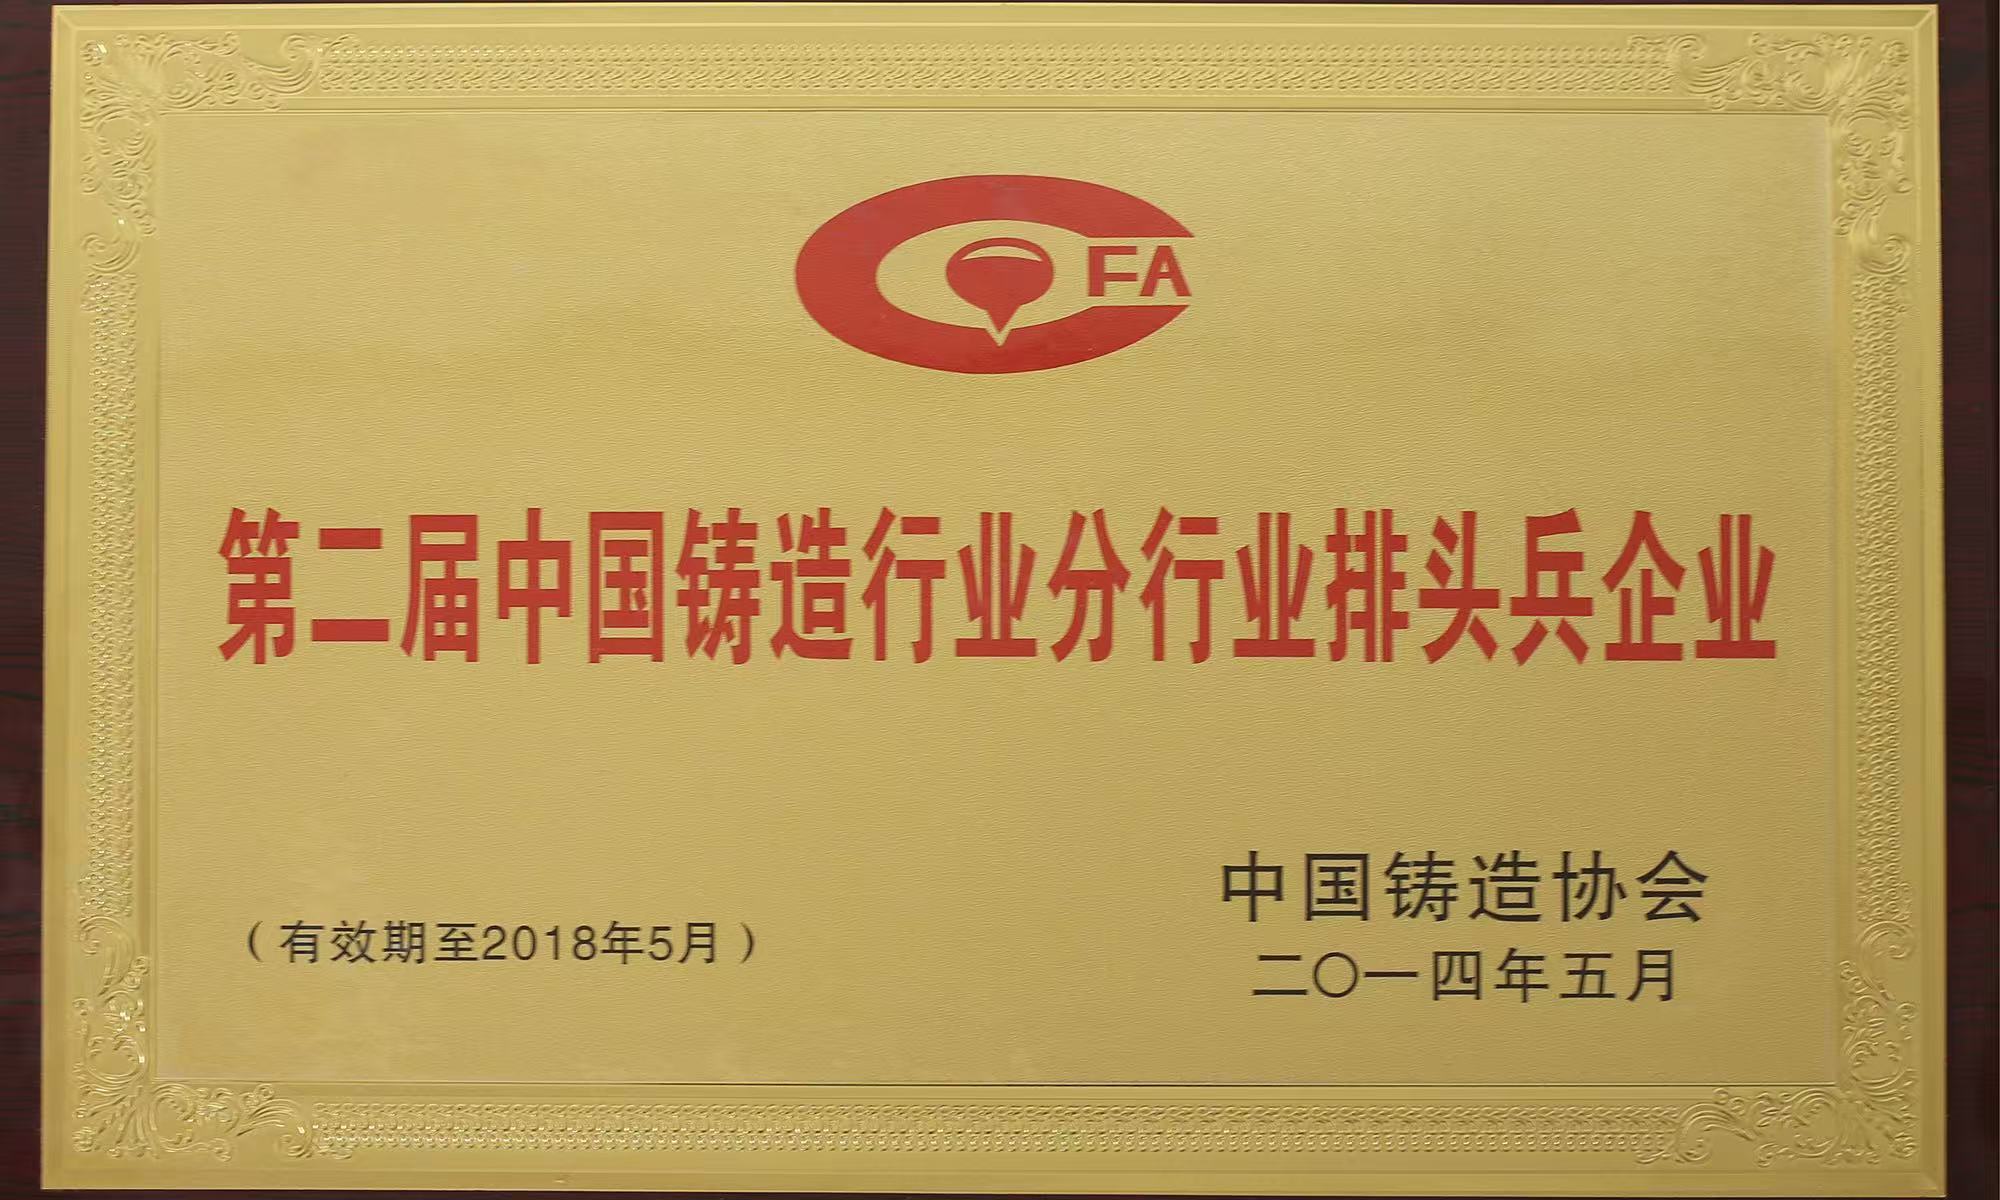 CFA
第二届中国铸造行业分行业排头兵企业
中国铸造协会
（有效期至2018年5月）
二〇一四年五月